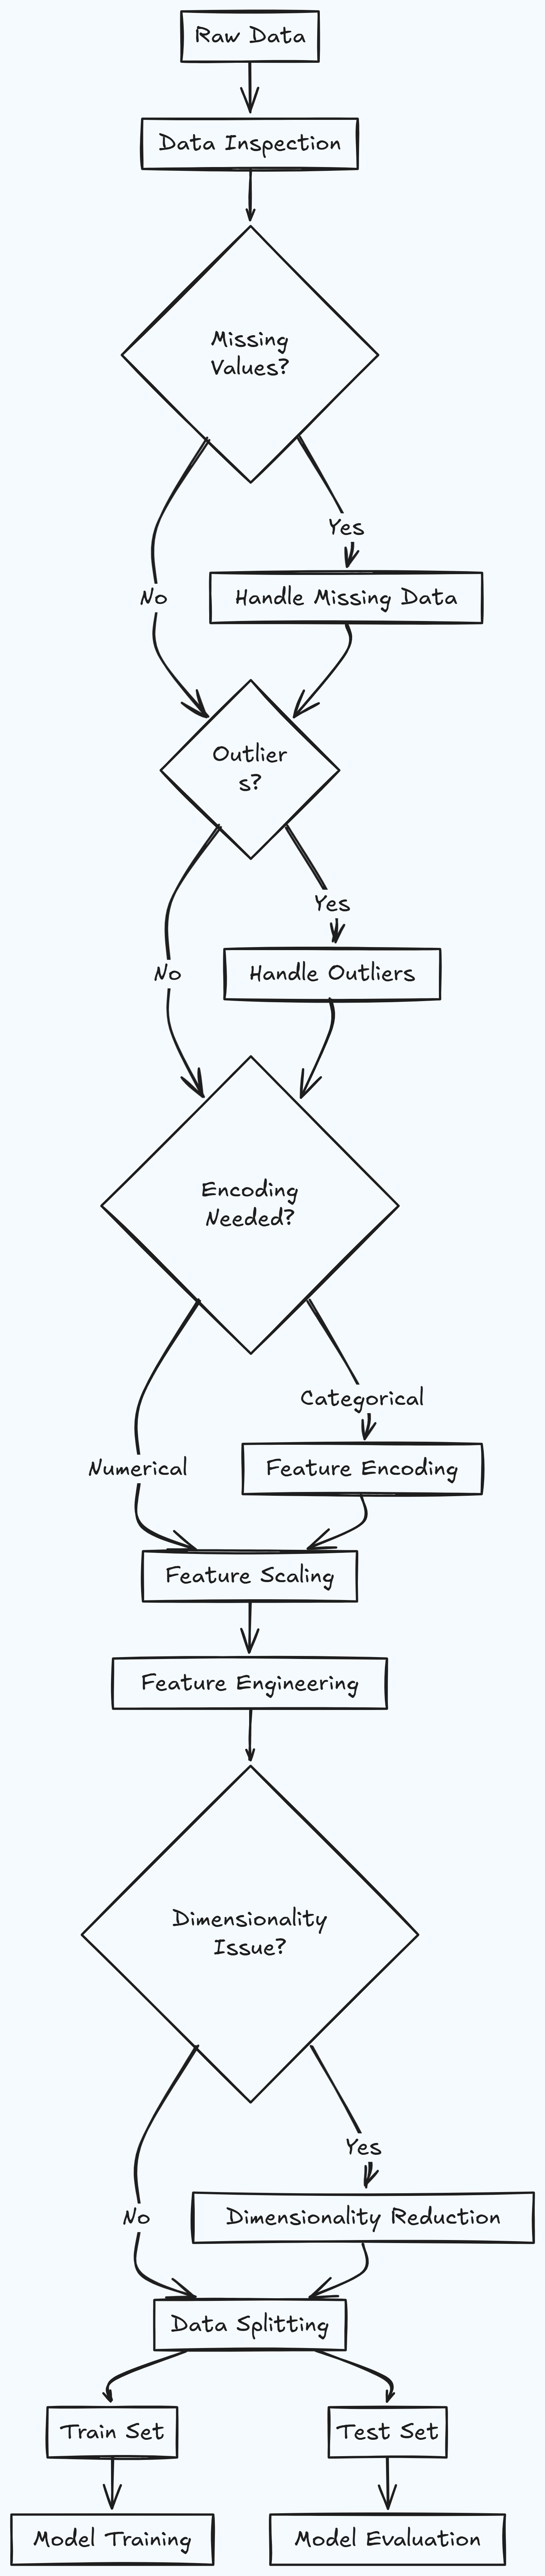 Raw Data
Data Inspection
Missing
Values?
Yes
No
Handle Missing Data
Outlier
s?
Yes
No
Handle Outliers
Encoding
Needed?
Categorical
Numerical
Feature Encoding
Feature Scaling
Feature Engineering
Dimensionality
Issue?
Yes
No
Dimensionality Reduction
Data Splitting
Train Set
Test Set
Model Training
Model Evaluation